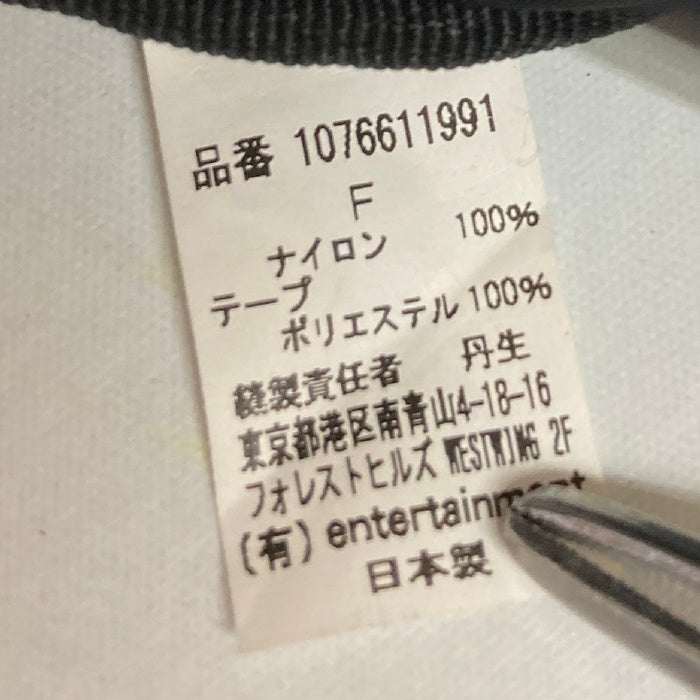 品番 1076611991
F
ナイロン 100%
テープ
ポリエステル 100%
縫製責任者 丹生
東京都港区南青山4-18-16
フォレストヒルズ WESTWING 2F
(有) entertainment
日本製